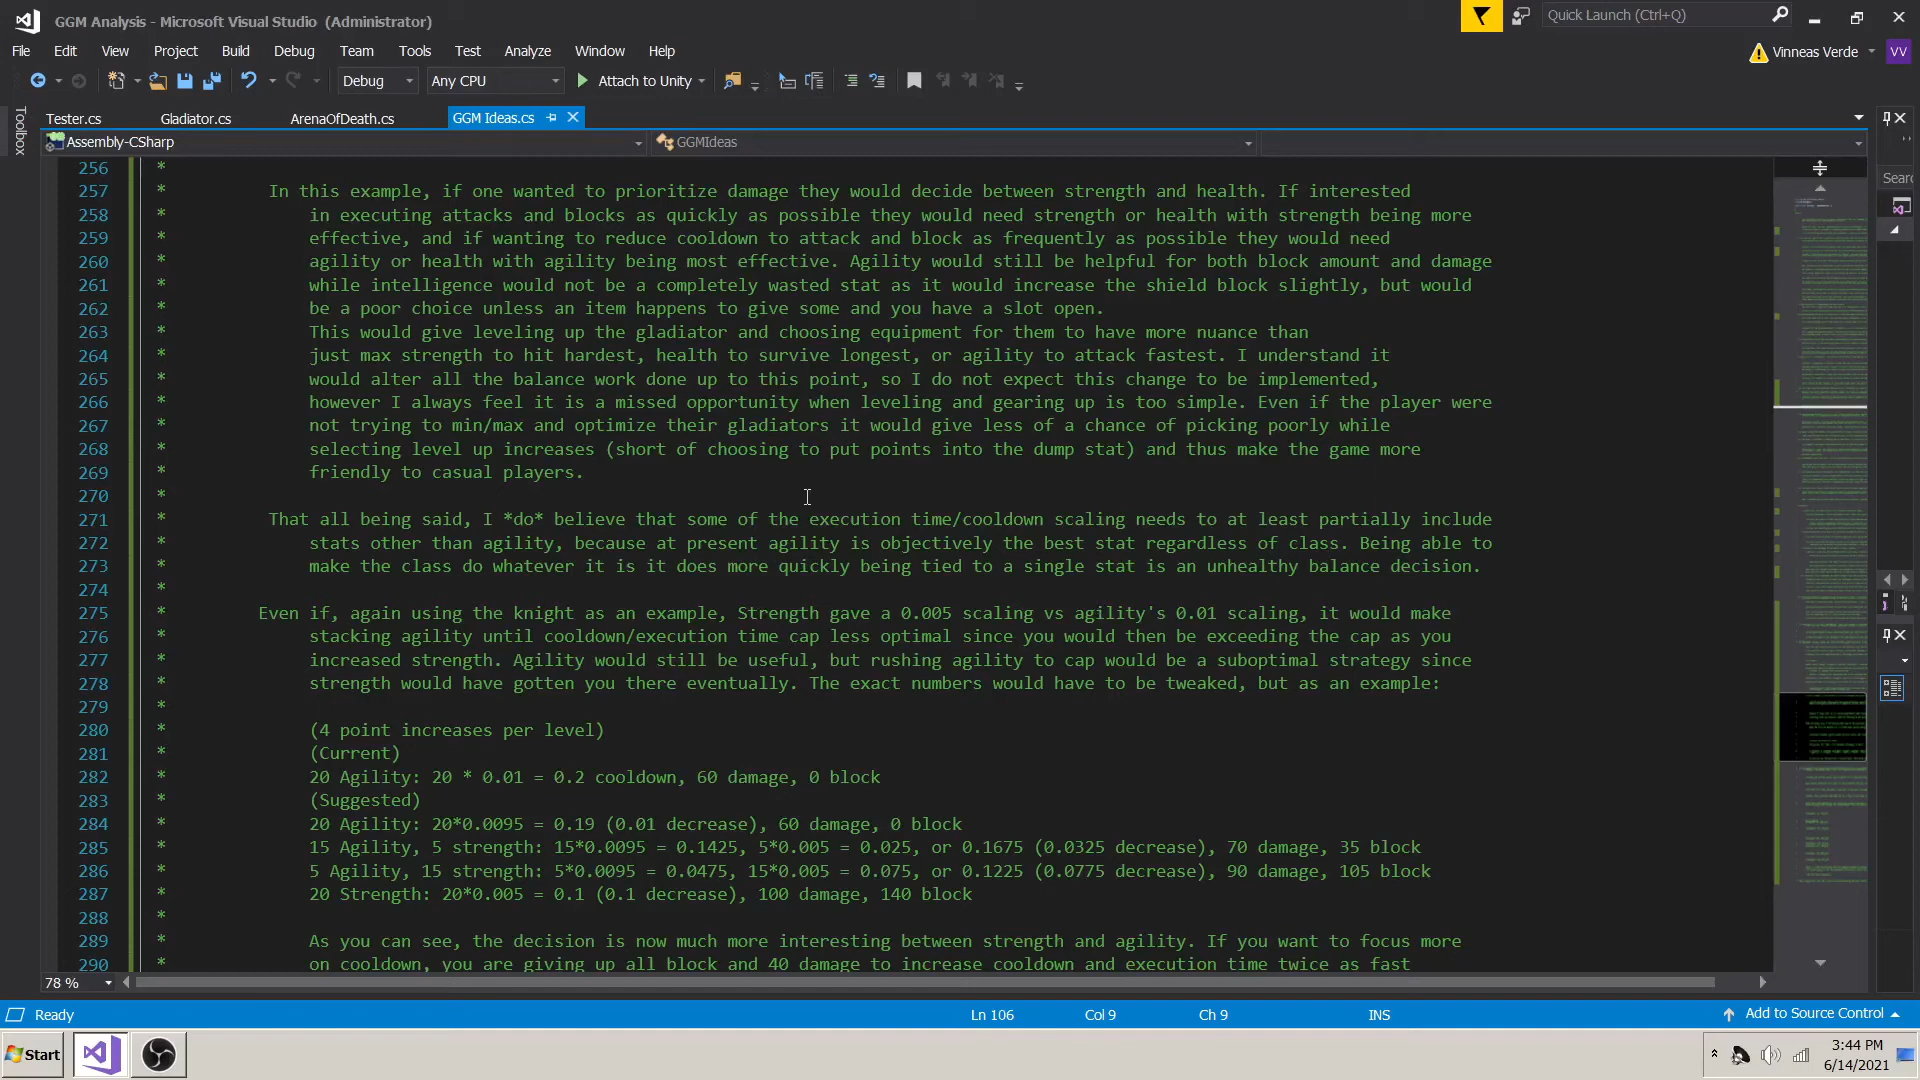 GGM Analysis - Microsoft Visual Studio (Administrator)
Quick Launch (Ctrl+Q)
File Edit View Project Build Debug Team Tools Test Analyze Window Help
Vinneas Verde VV
Debug Any CPU Attach to Unity
Toolbox
Tester.cs Gladiator.cs ArenaOfDeath.cs GGM Ideas.cs
Assembly-CSharp GGMIdeas
Sear
256 *
257 * In this example, if one wanted to prioritize damage they would decide between strength and health. If interested
258 * in executing attacks and blocks as quickly as possible they would need strength or health with strength being more
259 * effective, and if wanting to reduce cooldown to attack and block as frequently as possible they would need
260 * agility or health with agility being most effective. Agility would still be helpful for both block amount and damage
261 * while intelligence would not be a completely wasted stat as it would increase the shield block slightly, but would
262 * be a poor choice unless an item happens to give some and you have a slot open.
263 * This would give leveling up the gladiator and choosing equipment for them to have more nuance than
264 * just max strength to hit hardest, health to survive longest, or agility to attack fastest. I understand it
265 * would alter all the balance work done up to this point, so I do not expect this change to be implemented,
266 * however I always feel it is a missed opportunity when leveling and gearing up is too simple. Even if the player were
267 * not trying to min/max and optimize their gladiators it would give less of a chance of picking poorly while
268 * selecting level up increases (short of choosing to put points into the dump stat) and thus make the game more
269 * friendly to casual players.
270 *
271 * That all being said, I *do* believe that some of the execution time/cooldown scaling needs to at least partially include
272 * stats other than agility, because at present agility is objectively the best stat regardless of class. Being able to
273 * make the class do whatever it is it does more quickly being tied to a single stat is an unhealthy balance decision.
274 *
275 * Even if, again using the knight as an example, Strength gave a 0.005 scaling vs agility's 0.01 scaling, it would make
276 * stacking agility until cooldown/execution time cap less optimal since you would then be exceeding the cap as you
277 * increased strength. Agility would still be useful, but rushing agility to cap would be a suboptimal strategy since
278 * strength would have gotten you there eventually. The exact numbers would have to be tweaked, but as an example:
279 *
280 * (4 point increases per level)
281 * (Current)
282 * 20 Agility: 20 * 0.01 = 0.2 cooldown, 60 damage, 0 block
283 * (Suggested)
284 * 20 Agility: 20*0.0095 = 0.19 (0.01 decrease), 60 damage, 0 block
285 * 15 Agility, 5 strength: 15*0.0095 = 0.1425, 5*0.005 = 0.025, or 0.1675 (0.0325 decrease), 70 damage, 35 block
286 * 5 Agility, 15 strength: 5*0.0095 = 0.0475, 15*0.005 = 0.075, or 0.1225 (0.0775 decrease), 90 damage, 105 block
287 * 20 Strength: 20*0.005 = 0.1 (0.1 decrease), 100 damage, 140 block
288 *
289 * As you can see, the decision is now much more interesting between strength and agility. If you want to focus more
290 * on cooldown, you are giving up all block and 40 damage to increase cooldown and execution time twice as fast
78 %
Ready Ln 106 Col 9 Ch 9 INS Add to Source Control
Start
3:44 PM
6/14/2021